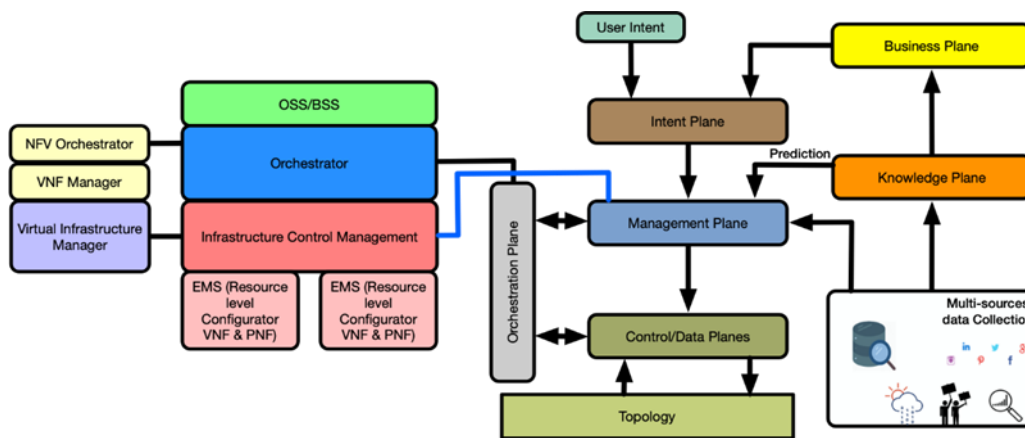 User Intent
Business Plane
OSS/BSS
Intent Plane
NFV Orchestrator
Orchestrator
Prediction
VNF Manager
Knowledge Plane
Virtual Infrastructure
Manager
Infrastructure Control Management
Orchestration Plane
Management Plane
EMS (Resource
level
Configurator
VNF & PNF)
EMS (Resource
level
Configurator
VNF & PNF)
Multi-sources
data Collection
Control/Data Planes
Topology